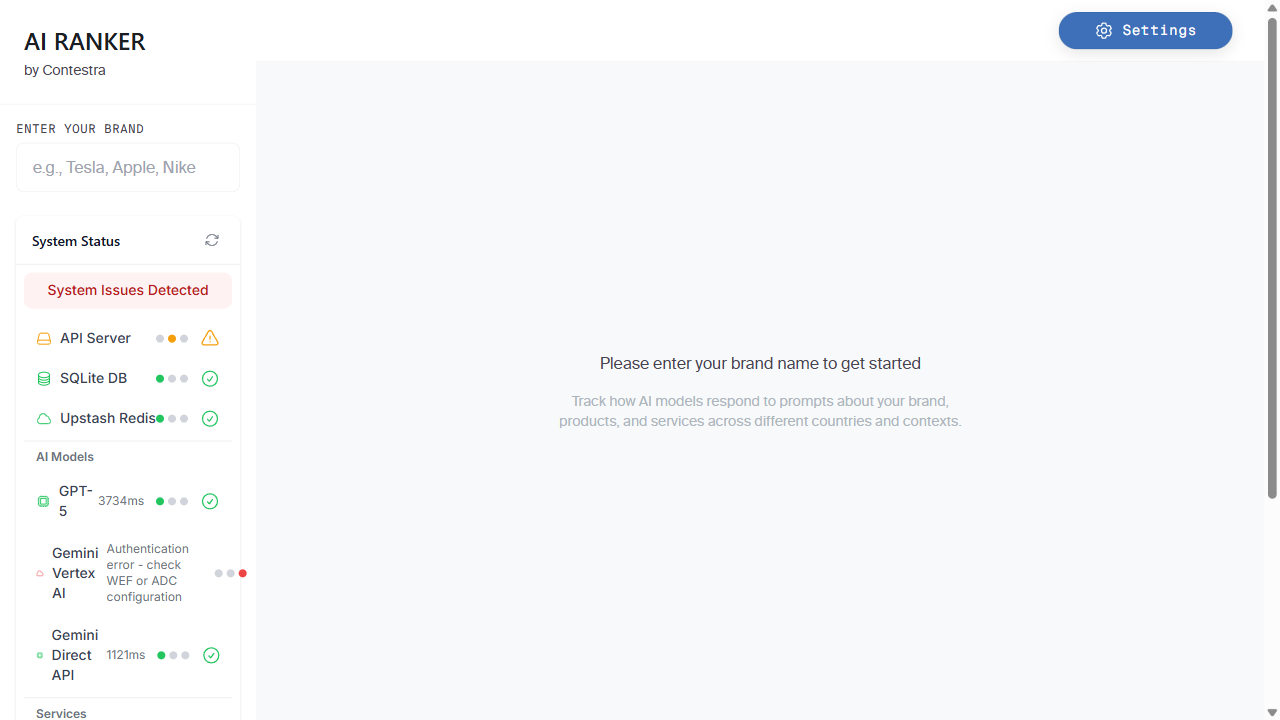 AI RANKER
by Contestra
Settings
ENTER YOUR BRAND
e.g., Tesla, Apple, Nike
System Status
System Issues Detected
API Server
SQLite DB
Upstash Redis
AI Models
GPT-
5
3734ms
Gemini
Vertex
AI
Authentication
error - check
WEF or ADC
configuration
Gemini
Direct
API
1121ms
Services
Please enter your brand name to get started
Track how AI models respond to prompts about your brand,
products, and services across different countries and contexts.